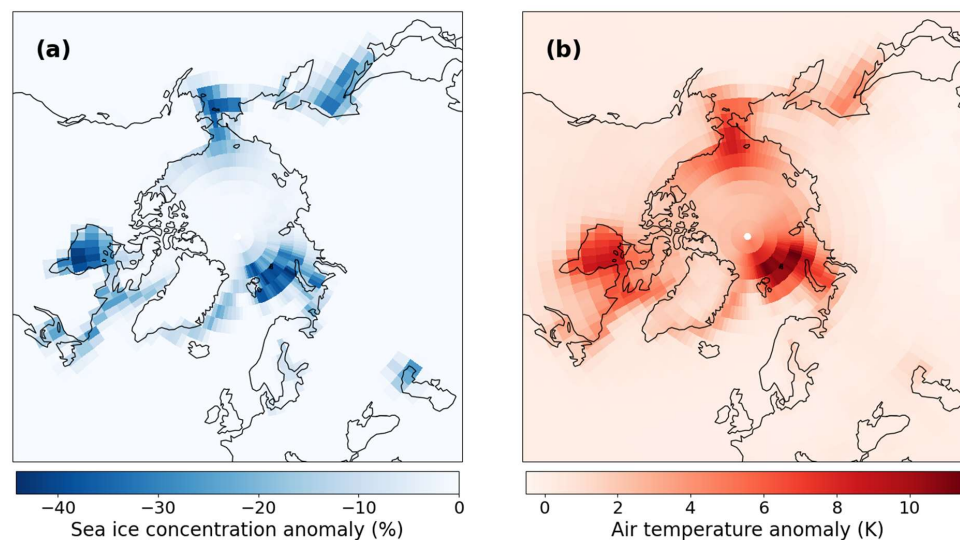 (a)
(b)
−40 −30 −20 −10 0
Sea ice concentration anomaly (%)
0 2 4 6 8 10
Air temperature anomaly (K)